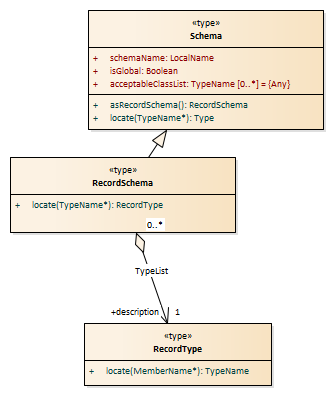 «type»
Schema
+ schemaName: LocalName
+ isGlobal: Boolean
+ acceptableClassList: TypeName [0..*] = {Any}
+ asRecordSchema(): RecordSchema
+ locate(TypeName*): Type
«type»
RecordSchema
+ locate(TypeName*): RecordType
0..*
TypeList
+description 1
«type»
RecordType
+ locate(MemberName*): TypeName